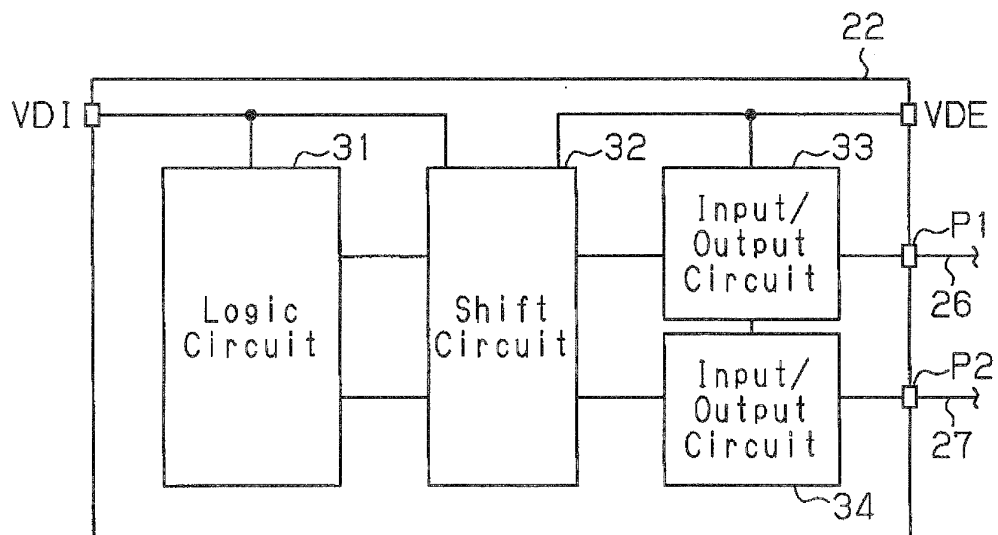 22
VDI
VDE
31
32
33
Input/
Output
Circuit
P1
26
Logic
Circuit
Shift
Circuit
Input/
Output
Circuit
P2
27
34